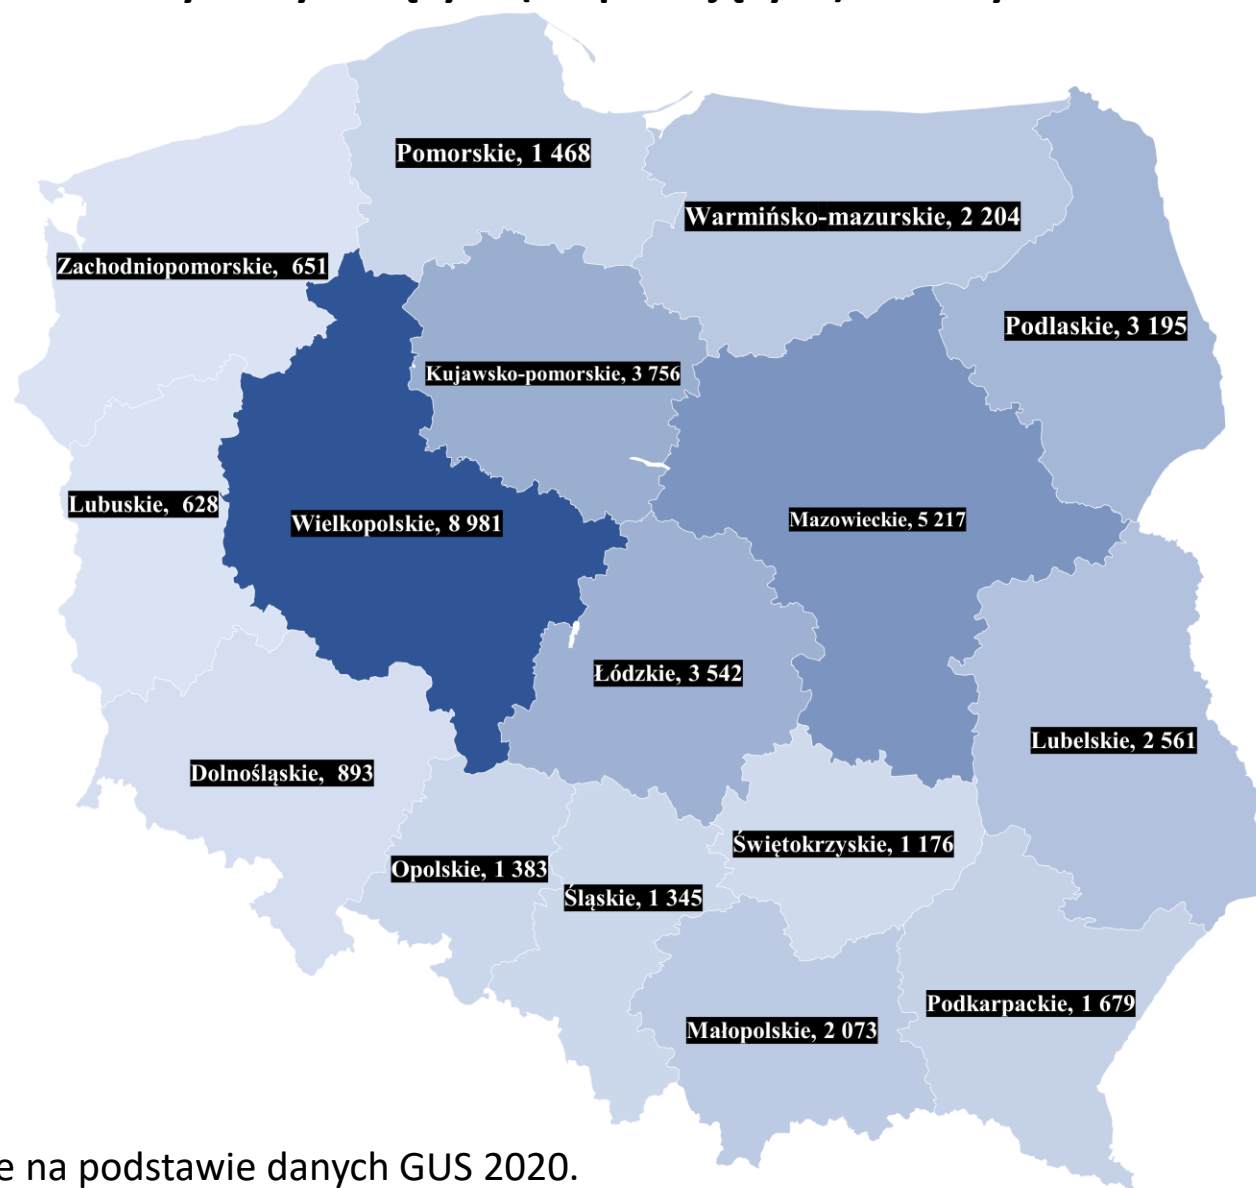 Pomorskie, 1 468
Warmińsko-mazurskie, 2 204
Zachodniopomorskie, 651
Podlaskie, 3 195
Kujawsko-pomorskie, 3 756
Lubuskie, 628
Wielkopolskie, 8 981
Mazowieckie, 5 217
Łódzkie, 3 542
Lubelskie, 2 561
Dolnośląskie, 893
Świętokrzyskie, 1 176
Opolskie, 1 383
Śląskie, 1 345
Podkarpackie, 1 679
Małopolskie, 2 073
e na podstawie danych GUS 2020.